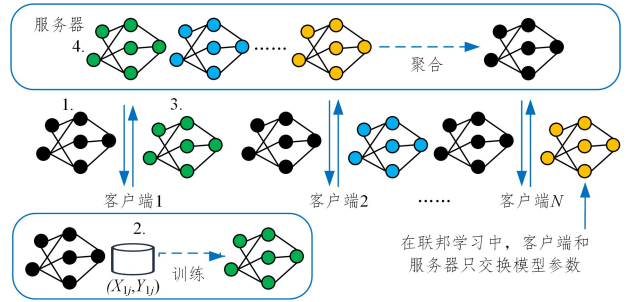 服务器
4.
……
聚合
1.
3.
客户端1
客户端2
……
客户端N
2.
(X1j,Y1j)
训练
在联邦学习中，客户端和
服务器只交换模型参数